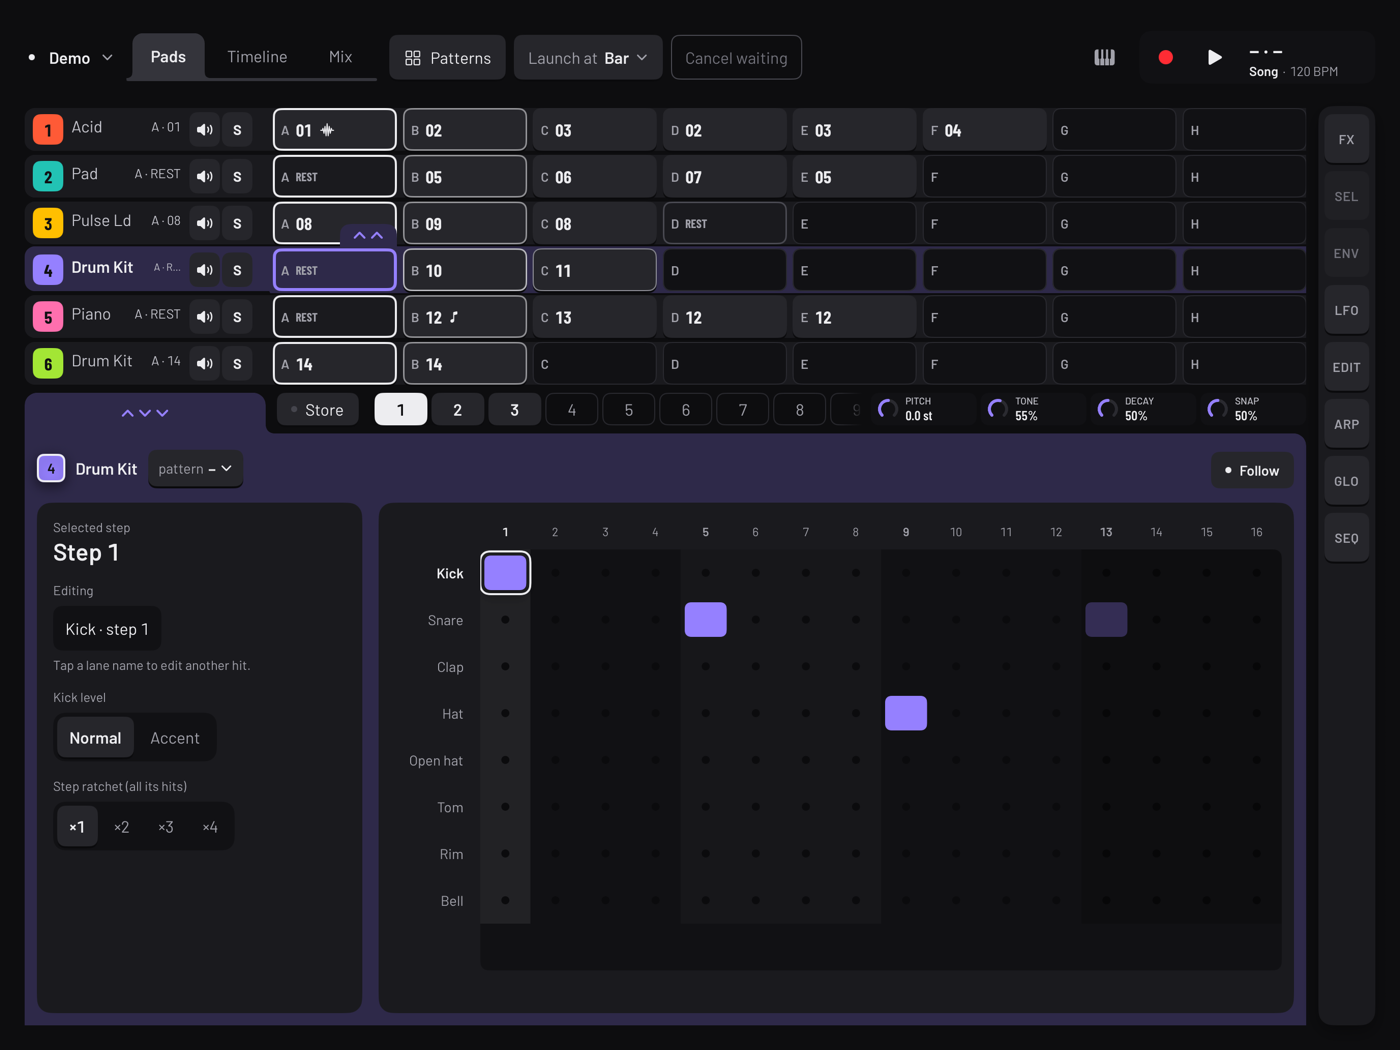 Demo Pads Timeline Mix Patterns Launch at Bar Cancel waiting
Song · 120 BPM
1 Acid A · 01 S A 01 B 02 C 03 D 02 E 03 F 04 G H
2 Pad A · REST S A REST B 05 C 06 D 07 E 05 F G H
3 Pulse Ld A · 08 S A 08 B 09 C 08 D REST E F G H
4 Drum Kit A · R... S A REST B 10 C 11 D E F G H
5 Piano A · REST S A REST B 12 C 13 D 12 E 12 F G H
6 Drum Kit A · 14 S A 14 B 14 C D E F G H
Store 1 2 3 4 5 6 7 8 9
PITCH
0.0 st
TONE
55%
DECAY
50%
SNAP
50%
FX
SEL
ENV
LFO
EDIT
ARP
GLO
SEQ
4 Drum Kit pattern – Follow
Selected step
Step 1
Editing
Kick · step 1
Tap a lane name to edit another hit.
Kick level
Normal Accent
Step ratchet (all its hits)
×1 ×2 ×3 ×4
1 2 3 4 5 6 7 8 9 10 11 12 13 14 15 16
Kick
Snare
Clap
Hat
Open hat
Tom
Rim
Bell